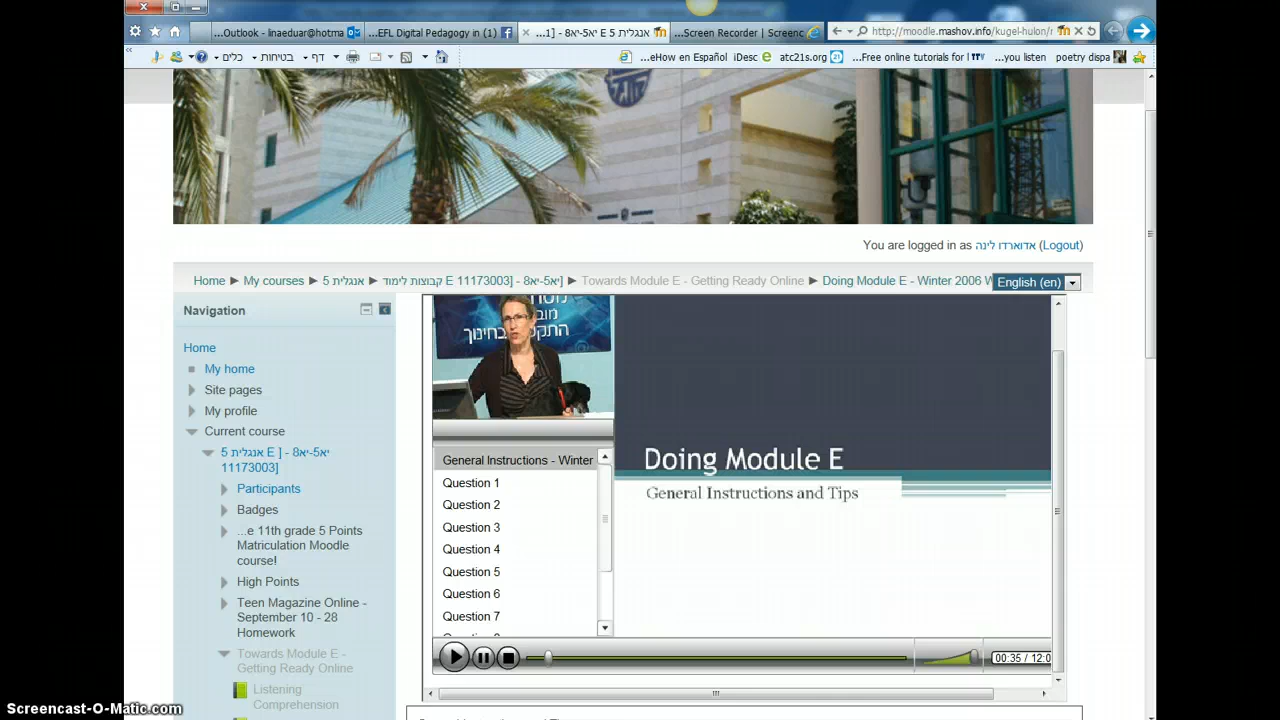 ...Outlook - linaeduar@hotma
...EFL Digital Pedagogy in (1)
...אנגלית 5 E יא5-יא8 - [1
...Screen Recorder | Screenc
http://moodle.mashov.info/kugel-hulon/r
דף
בטיחות
כלים
...eHow en Español
iDesc
atc21s.org
...Free online tutorials for l
...you listen
poetry dispa
קוגל
You are logged in as אדוארדו לינה (Logout)
Home ► My courses ► אנגלית 5 ► קבוצות לימוד E 11173003] - יא5-יא8] ► Towards Module E - Getting Ready Online ► Doing Module E - Winter 2006 W
English (en)
Navigation
Home
My home
Site pages
My profile
Current course
אנגלית 5 E ] - יא5-יא8
11173003]
Participants
Badges
...e 11th grade 5 Points
Matriculation Moodle
course!
High Points
Teen Magazine Online -
September 10 - 28
Homework
Towards Module E -
Getting Ready Online
Listening
Comprehension
מוב
התק בחינוך
General Instructions - Winter
Question 1
Question 2
Question 3
Question 4
Question 5
Question 6
Question 7
Doing Module E
General Instructions and Tips
00:35 / 12:0
Screencast-O-Matic.com